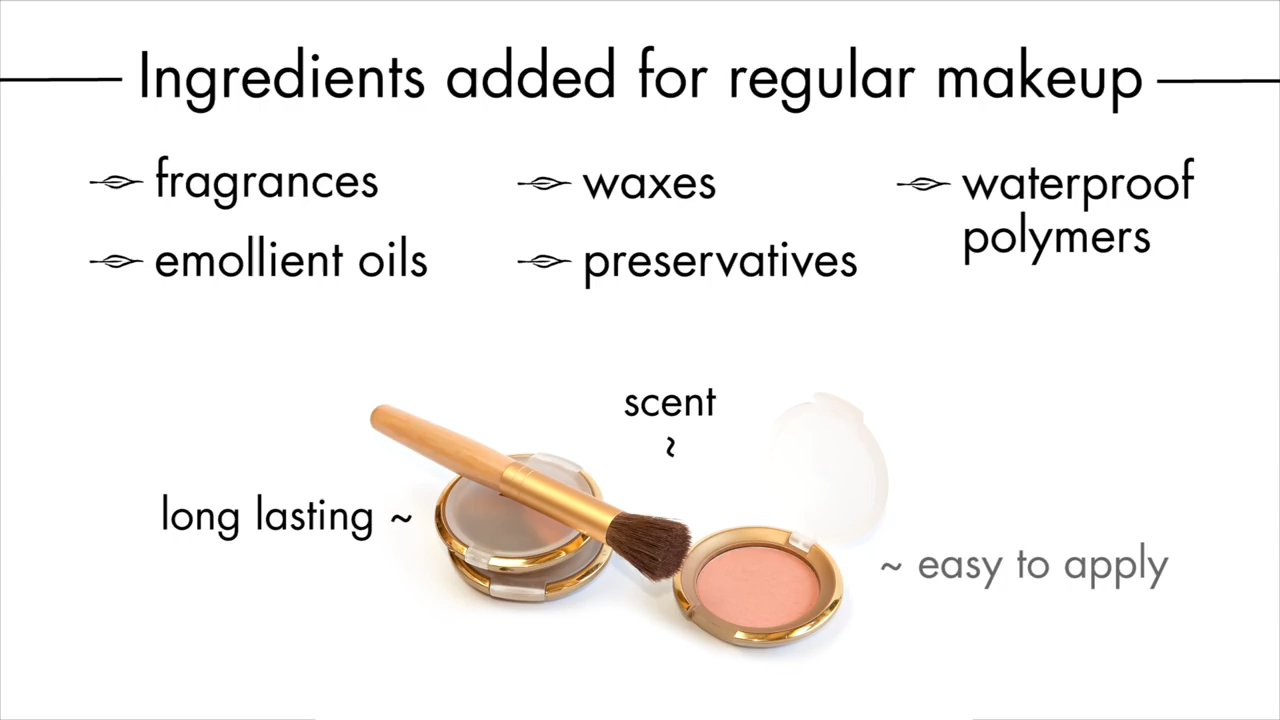 Ingredients added for regular makeup
fragrances
waxes
waterproof
polymers
emollient oils
preservatives
scent
~
long lasting ~
~ easy to apply